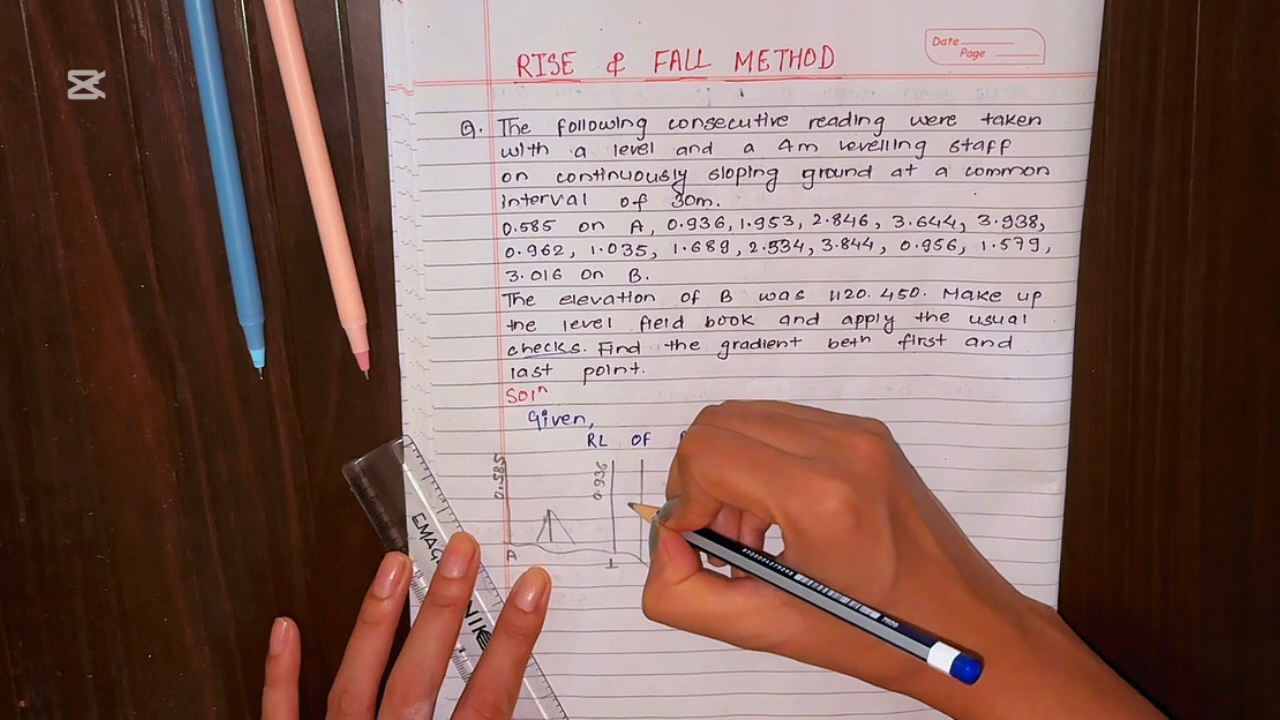 RISE & FALL METHOD
Date
Page
Q. The following consecutive reading were taken
with a level and a 4m levelling staff
on continuously sloping ground at a common
interval of 30m.
0.585 on A, 0.936, 1.953, 2.846, 3.644, 3.938,
0.962, 1.035, 1.689, 2.534, 3.844, 0.956, 1.579,
3.016 on B.
The elevation of B was 1120.450. Make up
the level field book and apply the usual
checks. Find the gradient betⁿ first and
last point.
Solⁿ
Given,
RL OF
0.585
0.936
A
1